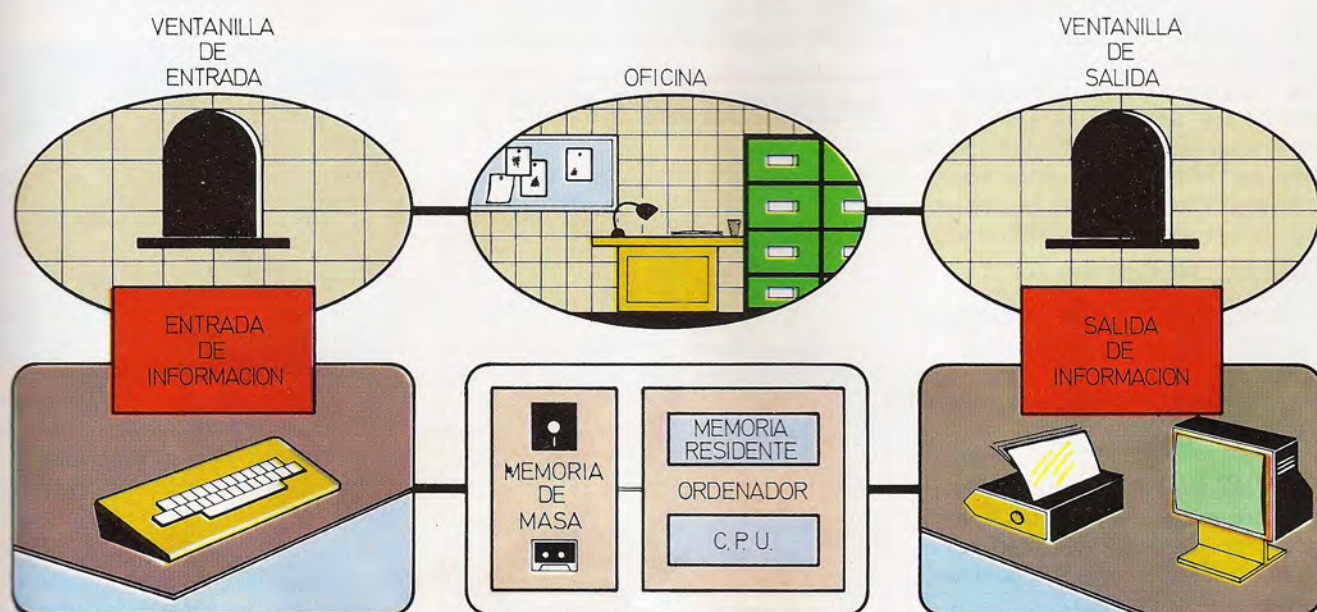 VENTANILLA
DE
ENTRADA
OFICINA
VENTANILLA
DE
SALIDA
ENTRADA
DE
INFORMACION
SALIDA
DE
INFORMACION
MEMORIA
DE
MASA
MEMORIA
RESIDENTE
ORDENADOR
C.P.U.